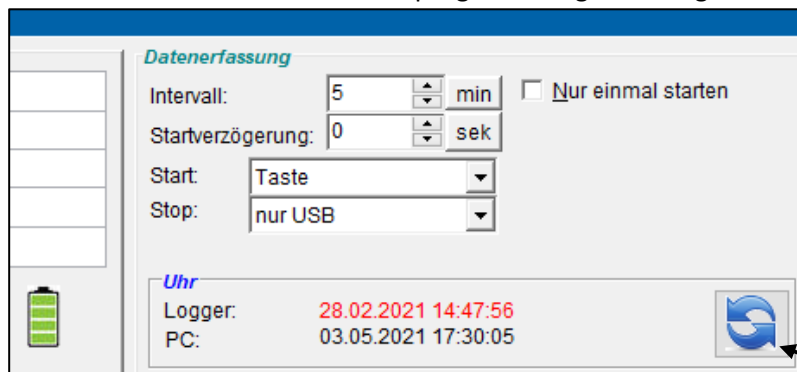 Datenerfassung
Intervall: 5 min Nur einmal starten
Startverzögerung: 0 sek
Start: Taste
Stop: nur USB
Uhr
Logger: 28.02.2021 14:47:56
PC: 03.05.2021 17:30:05